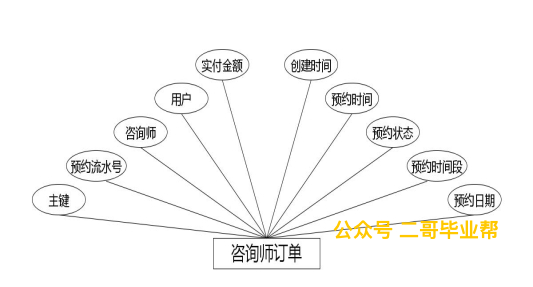 实付金额
创建时间
用户
预约时间
咨询师
预约状态
预约流水号
预约时间段
主键
预约日期
公众号 二哥毕业帮
咨询师订单